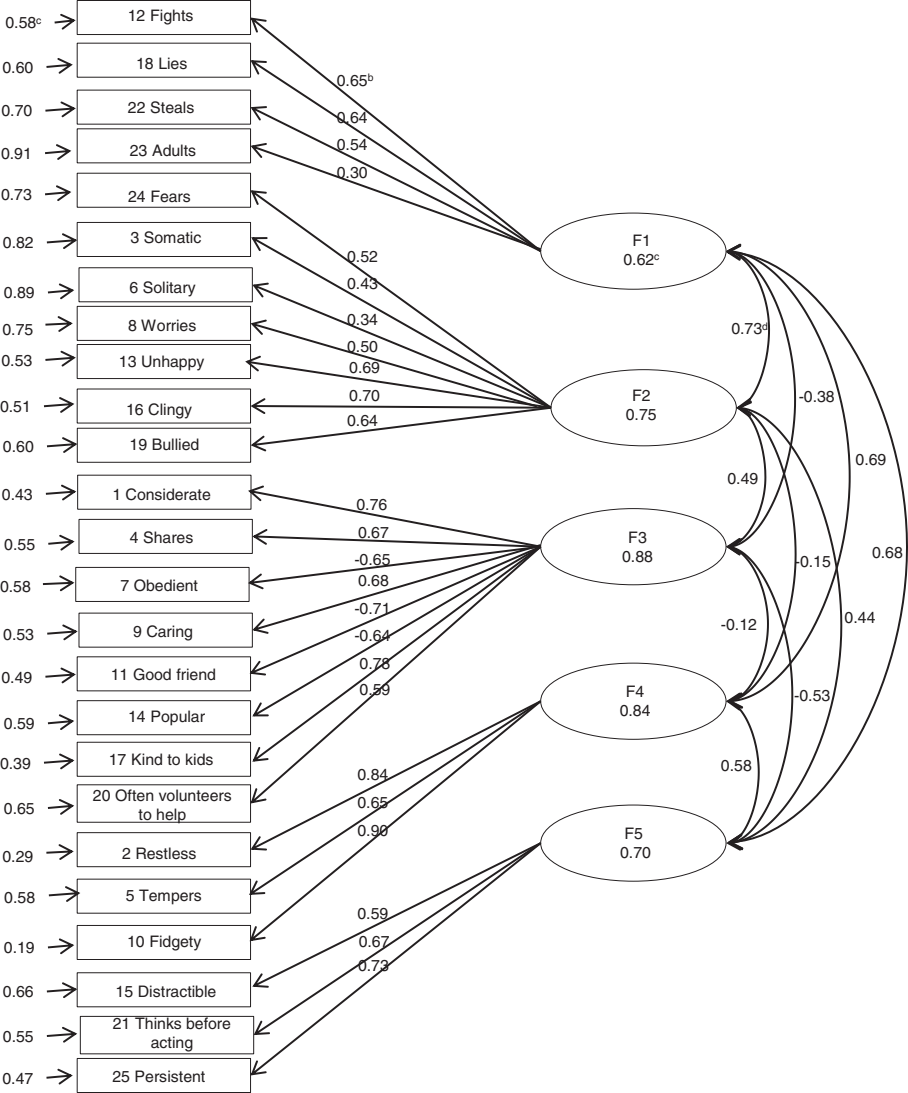 0.58ᶜ
12 Fights
0.60
18 Lies
0.65ᵇ
0.70
22 Steals
0.64
0.91
23 Adults
0.54
0.30
0.73
24 Fears
0.82
3 Somatic
F1
0.62ᶜ
0.52
0.43
0.89
6 Solitary
0.34
0.75
8 Worries
0.73ᵈ
0.50
0.53
13 Unhappy
0.69
0.51
16 Clingy
0.70
F2
0.75
-0.38
0.64
0.60
19 Bullied
0.69
0.49
0.43
1 Considerate
0.76
0.55
4 Shares
0.67
F3
0.88
0.68
-0.65
-0.15
0.58
7 Obedient
0.68
-0.71
0.44
-0.12
0.53
9 Caring
-0.64
0.49
11 Good friend
0.78
0.59
F4
0.84
-0.53
0.59
14 Popular
0.39
17 Kind to kids
0.58
0.84
0.65
20 Often volunteers
to help
0.65
0.90
F5
0.70
0.29
2 Restless
0.58
5 Tempers
0.59
0.19
10 Fidgety
0.67
0.73
0.66
15 Distractible
0.55
21 Thinks before
acting
0.47
25 Persistent